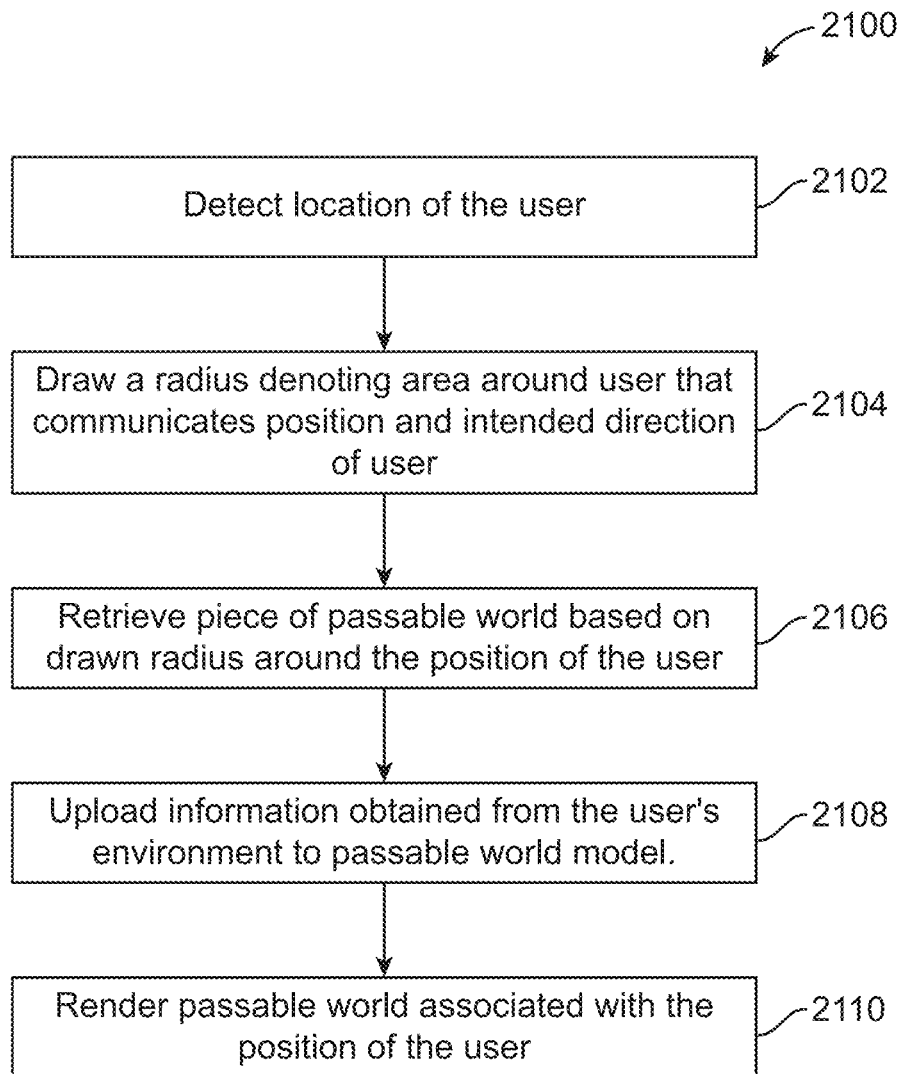 2100
Detect location of the user
2102
Draw a radius denoting area around user that
communicates position and intended direction
of user
2104
Retrieve piece of passable world based on
drawn radius around the position of the user
2106
Upload information obtained from the user's
environment to passable world model.
2108
Render passable world associated with the
position of the user
2110